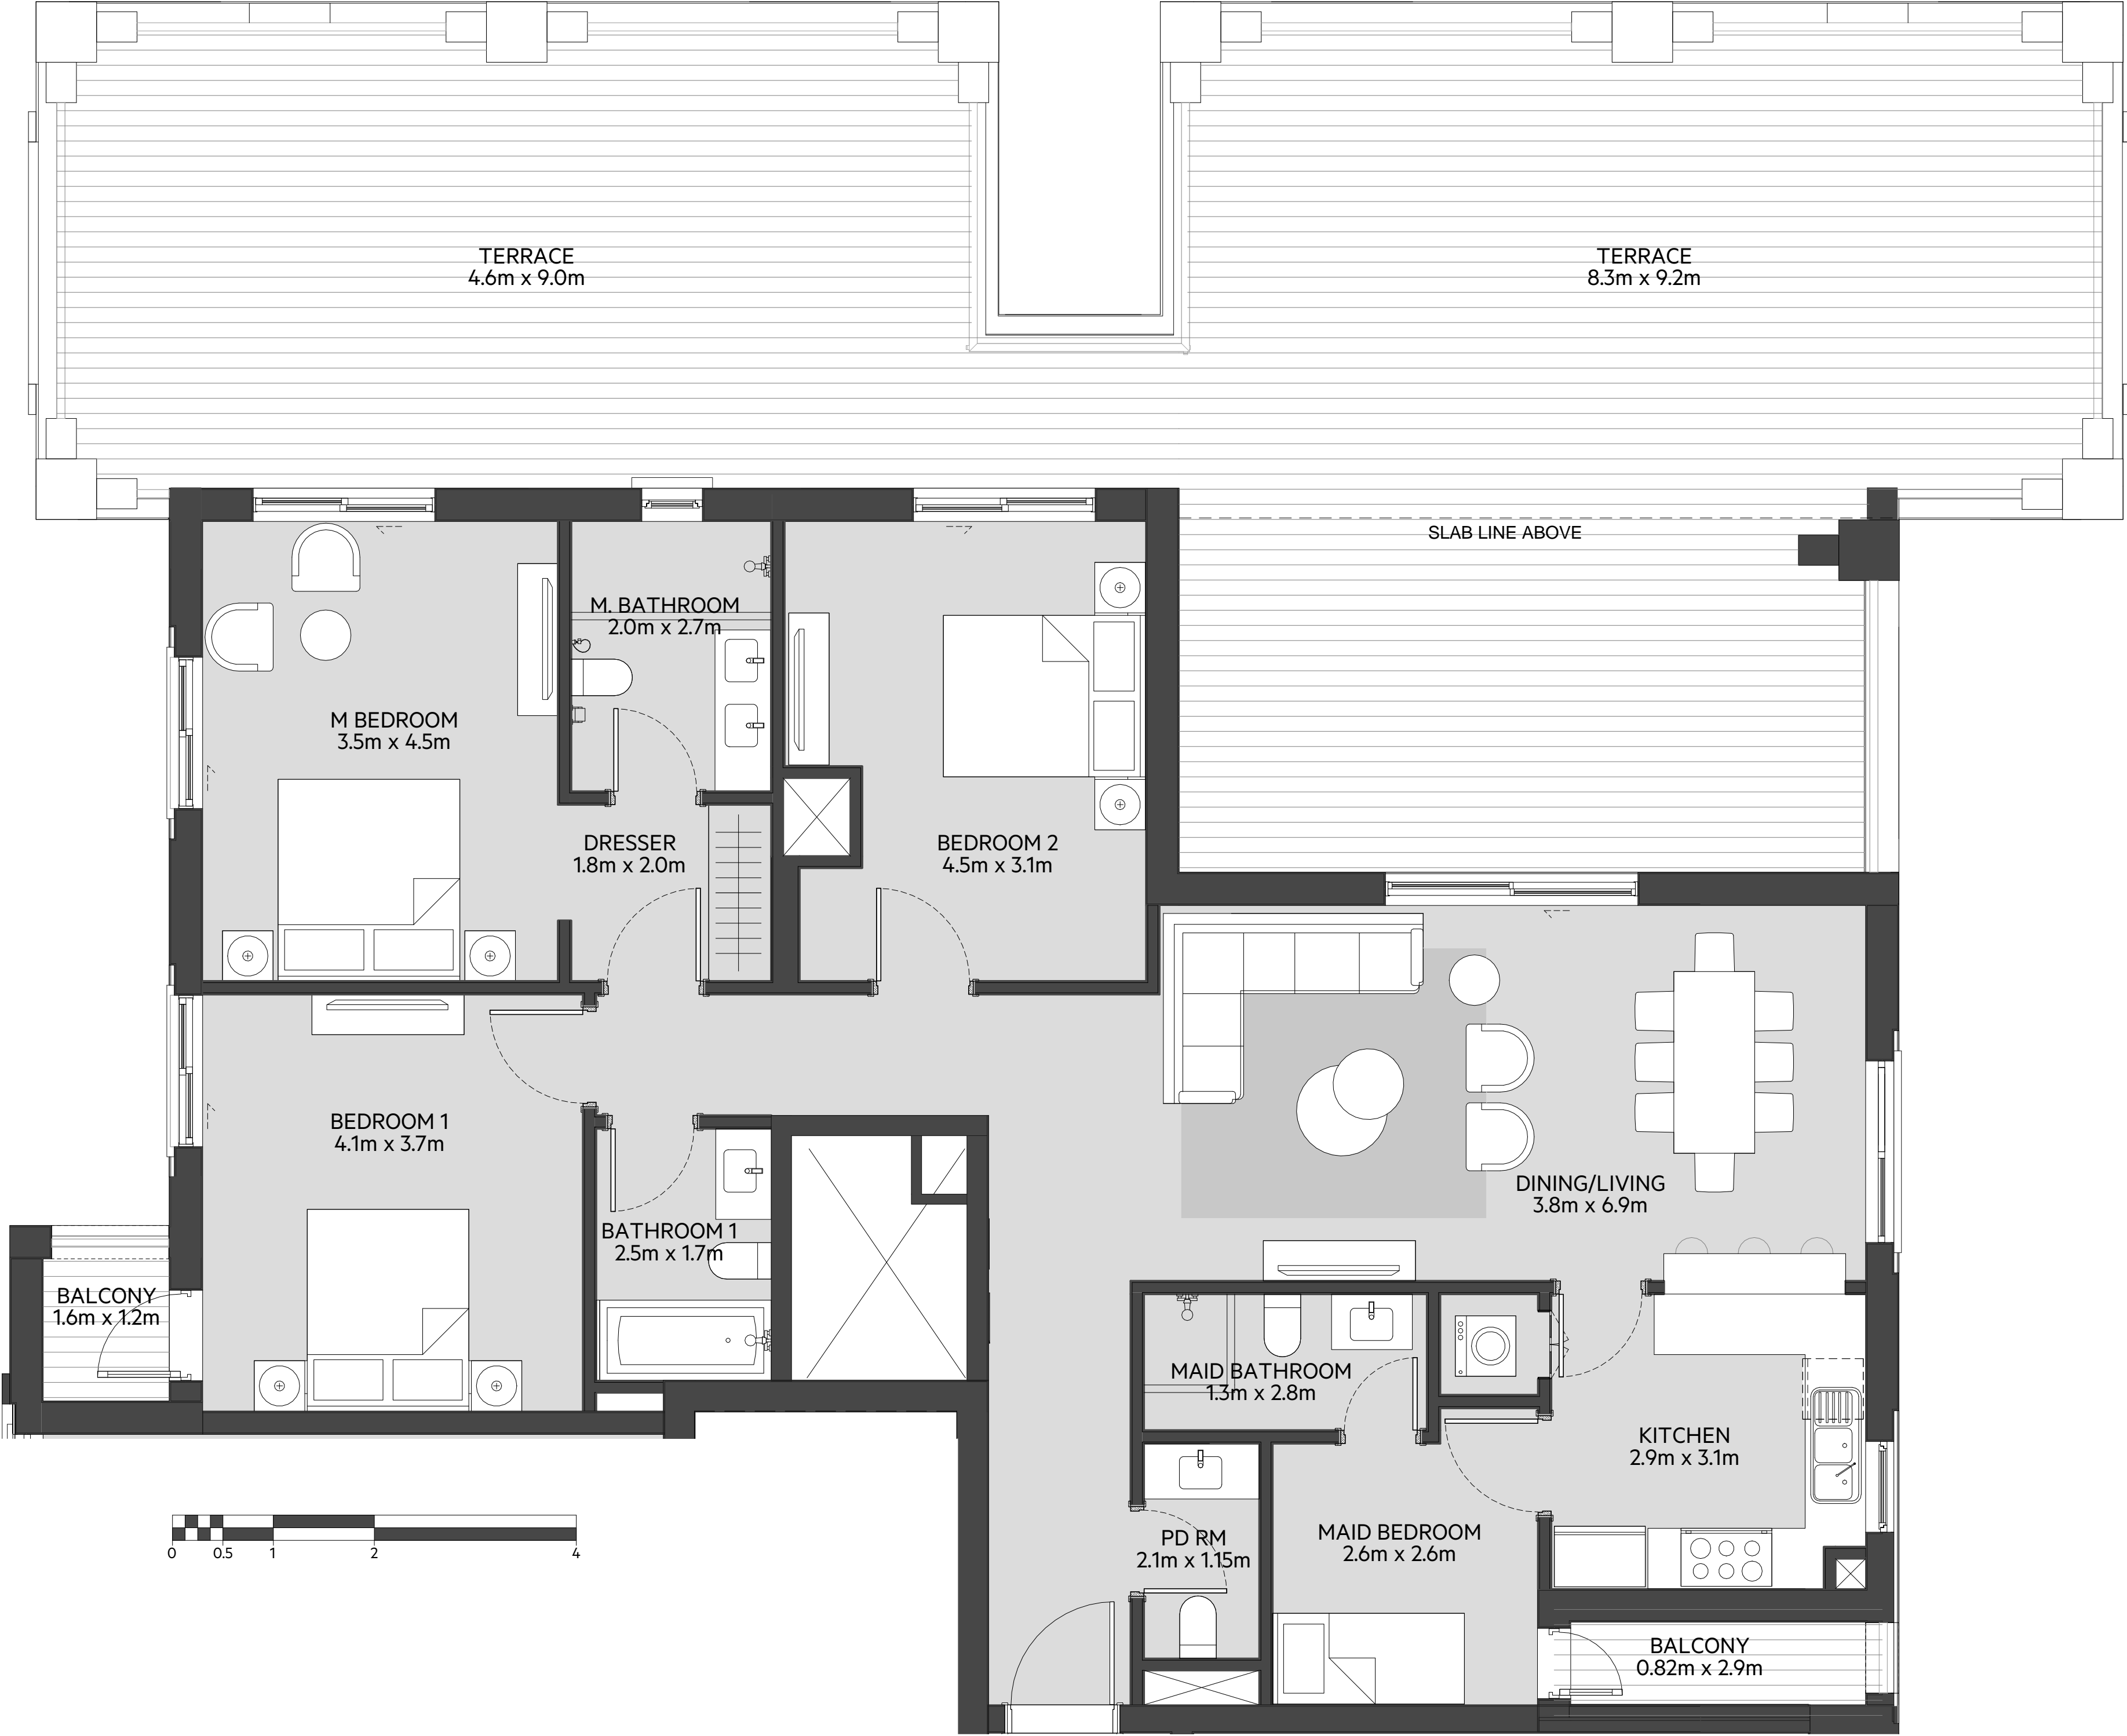 TERRACE
4.6m x 9.0m
TERRACE
8.3m x 9.2m
SLAB LINE ABOVE
M. BATHROOM
2.0m x 2.7m
M BEDROOM
3.5m x 4.5m
DRESSER
1.8m x 2.0m
BEDROOM 2
4.5m x 3.1m
BEDROOM 1
4.1m x 3.7m
DINING/LIVING
3.8m x 6.9m
BATHROOM 1
2.5m x 1.7m
BALCONY
1.6m x 1.2m
MAID BATHROOM
1.3m x 2.8m
KITCHEN
2.9m x 3.1m
PD RM
2.1m x 1.15m
MAID BEDROOM
2.6m x 2.6m
0 0.5 1 2 4
BALCONY
0.82m x 2.9m